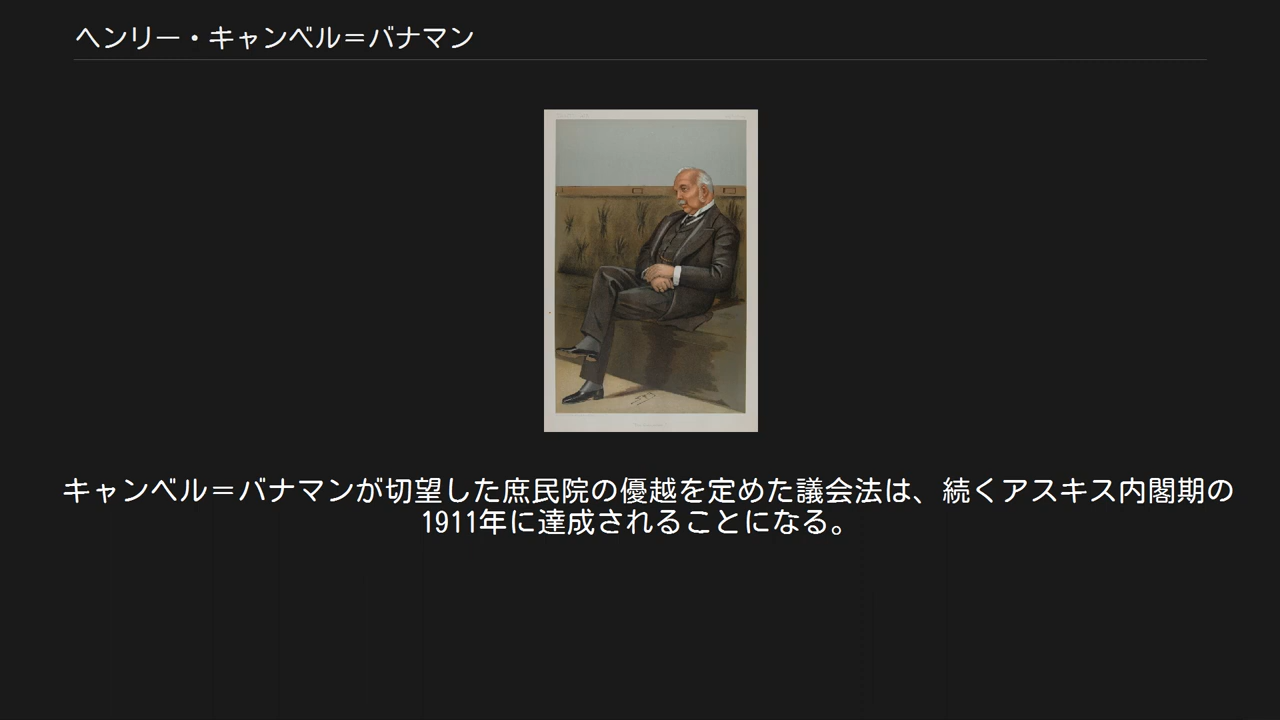 ヘンリー・キャンベル＝バナマン
キャンベル＝バナマンが切望した庶民院の優越を定めた議会法は、続くアスキス内閣期の
1911年に達成されることになる。